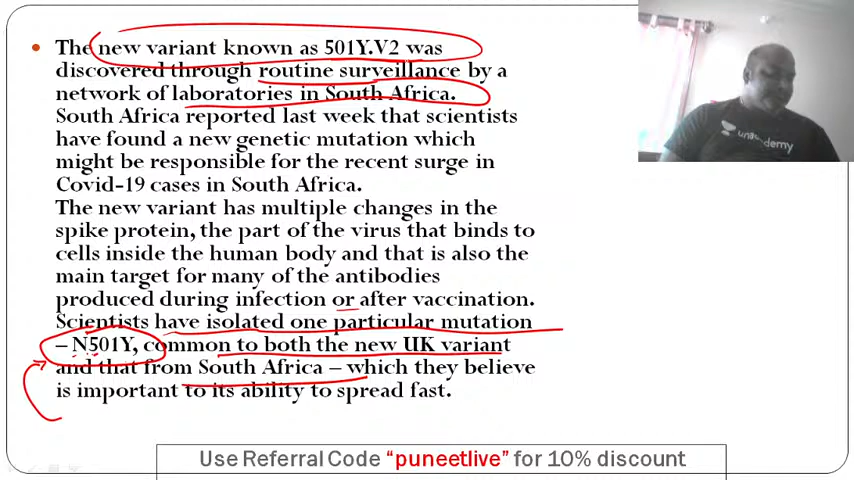 The new variant known as 501Y.V2 was
discovered through routine surveillance by a
network of laboratories in South Africa.
South Africa reported last week that scientists
have found a new genetic mutation which
might be responsible for the recent surge in
Covid-19 cases in South Africa.
The new variant has multiple changes in the
spike protein, the part of the virus that binds to
cells inside the human body and that is also the
main target for many of the antibodies
produced during infection or after vaccination.
Scientists have isolated one particular mutation
– N501Y, common to both the new UK variant
and that from South Africa – which they believe
is important to its ability to spread fast.
unacademy
Use Referral Code “puneetlive” for 10% discount